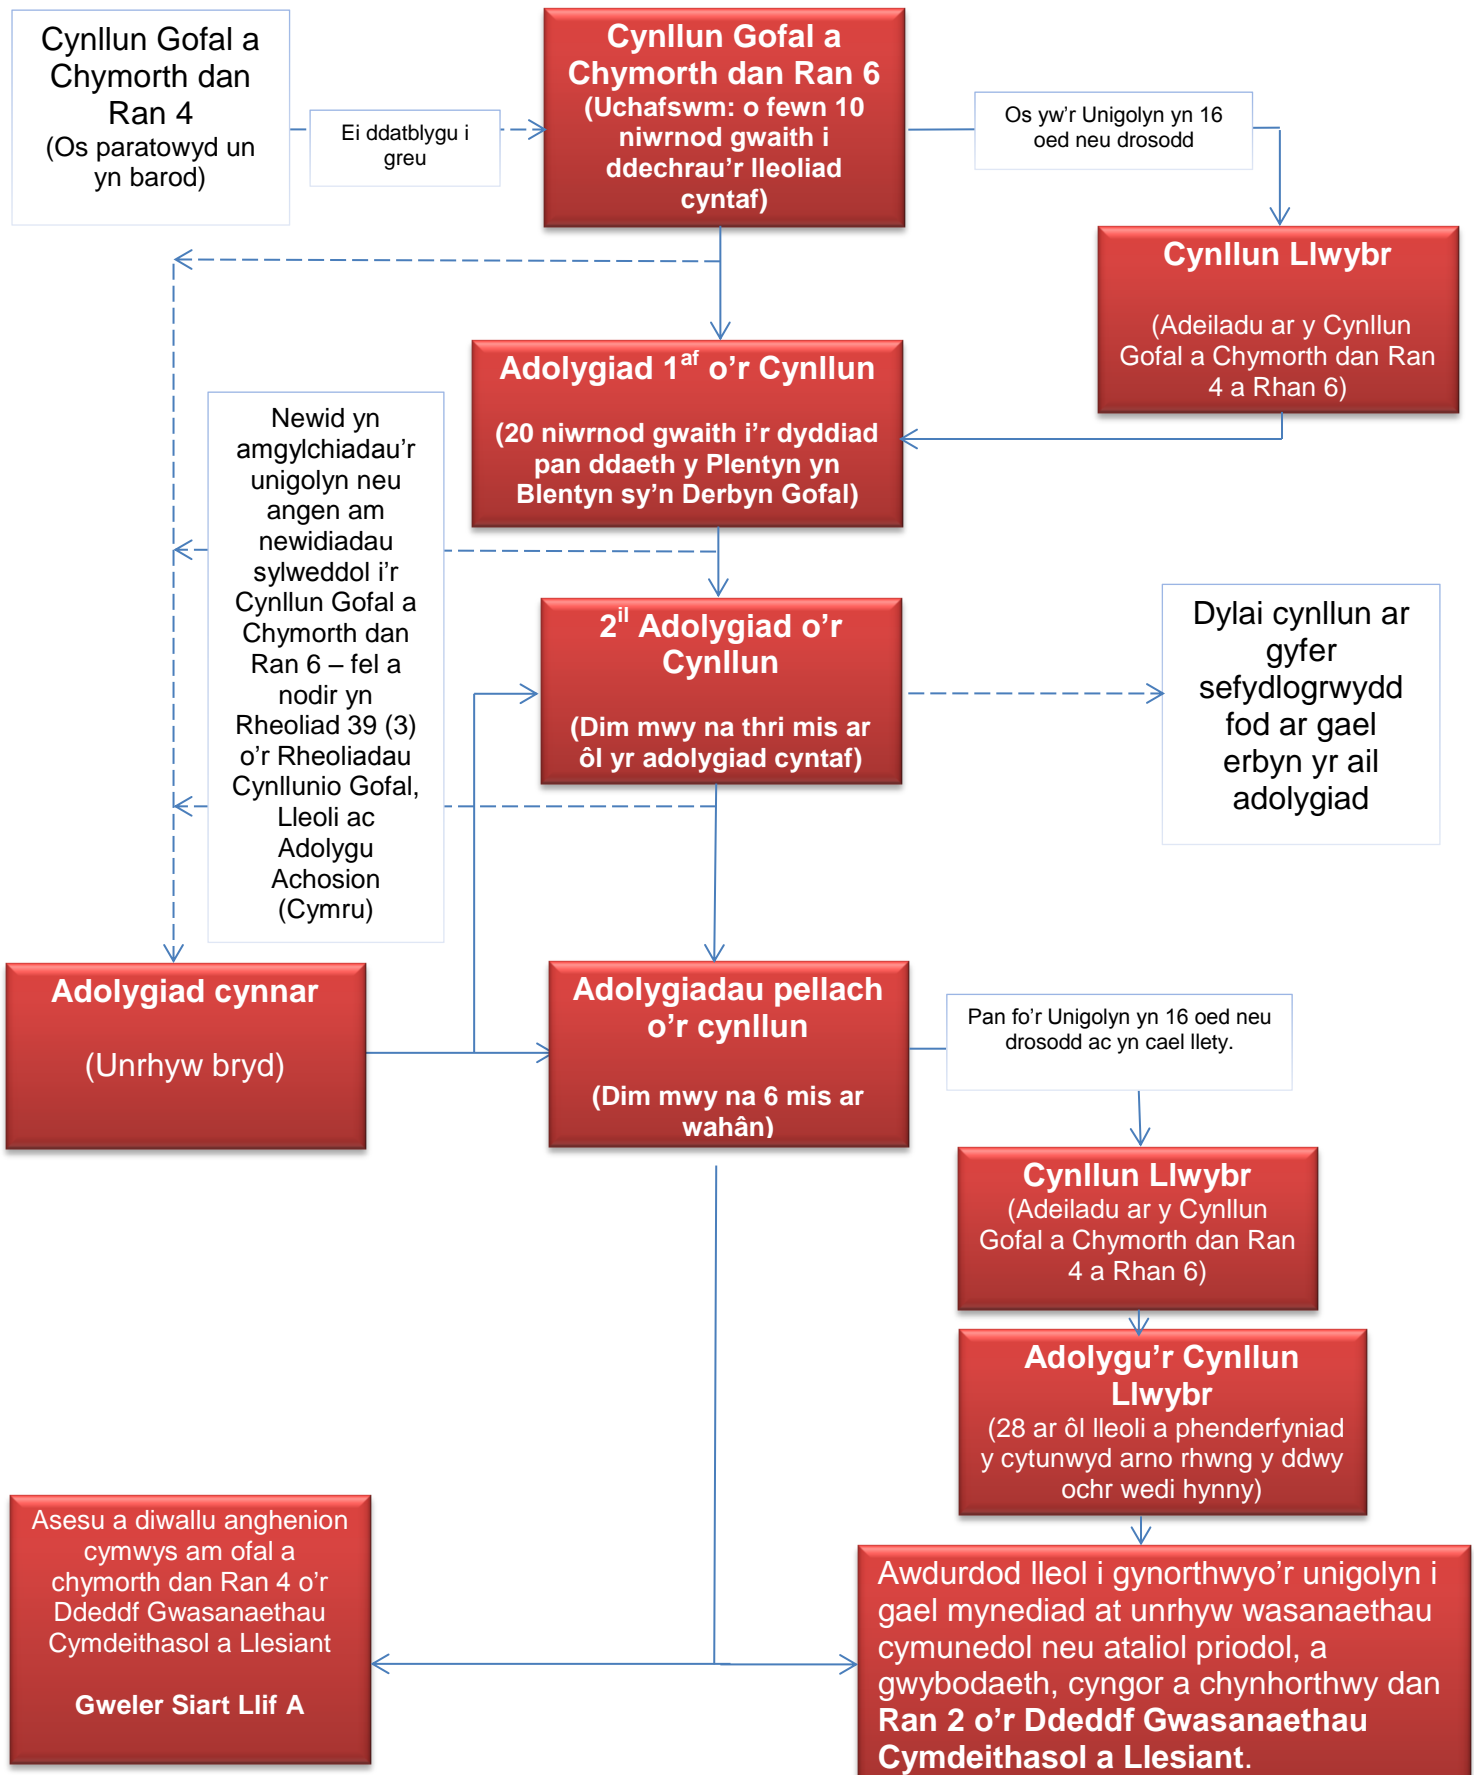 Cynllun Gofal a
Chymorth dan
Ran 4
(Os paratowyd un
yn barod)
Ei ddatblygu i
greu
Cynllun Gofal a
Chymorth dan Ran 6
(Uchafswm: o fewn 10
niwrnod gwaith i
ddechrau'r lleoliad
cyntaf)
Os yw'r Unigolyn yn 16
oed neu drosodd
Cynllun Llwybr
(Adeiladu ar y Cynllun
Gofal a Chymorth dan Ran
4 a Rhan 6)
Adolygiad 1af o'r Cynllun
(20 niwrnod gwaith i'r dyddiad
pan ddaeth y Plentyn yn
Blentyn sy'n Derbyn Gofal)
Newid yn
amgylchiadau'r
unigolyn neu
angen am
newidiadau
sylweddol i'r
Cynllun Gofal a
Chymorth dan
Ran 6 – fel a
nodir yn
Rheoliad 39 (3)
o'r Rheoliadau
Cynllunio Gofal,
Lleoli ac
Adolygu
Achosion
(Cymru)
2il Adolygiad o'r
Cynllun
(Dim mwy na thri mis ar
ôl yr adolygiad cyntaf)
Dylai cynllun ar
gyfer
sefydlogrwydd
fod ar gael
erbyn yr ail
adolygiad
Adolygiad cynnar
(Unrhyw bryd)
Adolygiadau pellach
o'r cynllun
(Dim mwy na 6 mis ar
wahân)
Pan fo'r Unigolyn yn 16 oed neu
drosodd ac yn cael llety.
Cynllun Llwybr
(Adeiladu ar y Cynllun
Gofal a Chymorth dan Ran
4 a Rhan 6)
Adolygu'r Cynllun
Llwybr
(28 ar ôl lleoli a phenderfyniad
y cytunwyd arno rhwng y ddwy
ochr wedi hynny)
Asesu a diwallu anghenion
cymwys am ofal a
chymorth dan Ran 4 o'r
Ddeddf Gwasanaethau
Cymdeithasol a Llesiant
Gweler Siart Llif A
Awdurdod lleol i gynorthwyo'r unigolyn i
gael mynediad at unrhyw wasanaethau
cymunedol neu ataliol priodol, a
gwybodaeth, cyngor a chynhorthwy dan
Ran 2 o'r Ddeddf Gwasanaethau
Cymdeithasol a Llesiant.